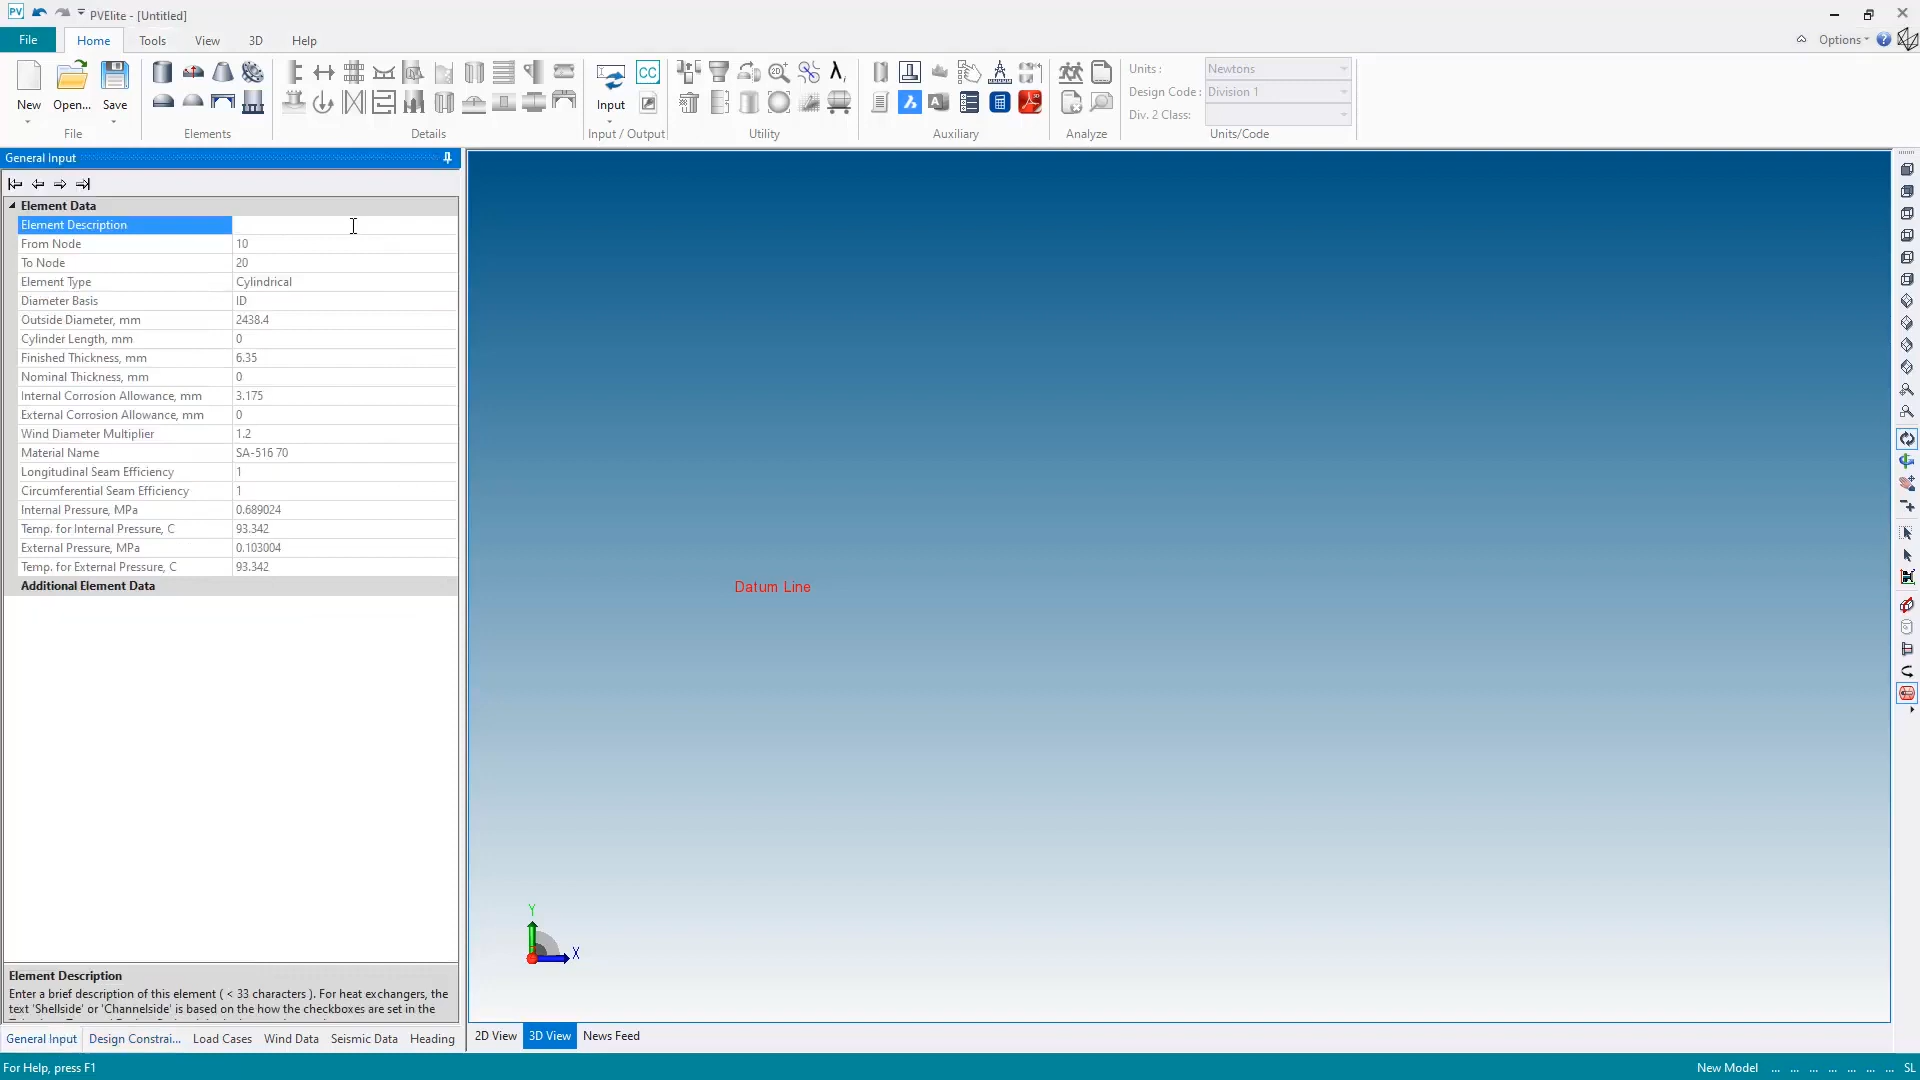 PV PVElite - [Untitled]
File Home Tools View 3D Help Options
New Open... Save Input CC
File Elements Details Input / Output Utility Auxiliary Analyze Units/Code
Units : Newtons
Design Code : Division 1
Div. 2 Class:
General Input
Element Data
Element Description
From Node 10
To Node 20
Element Type Cylindrical
Diameter Basis ID
Outside Diameter, mm 2438.4
Cylinder Length, mm 0
Finished Thickness, mm 6.35
Nominal Thickness, mm 0
Internal Corrosion Allowance, mm 3.175
External Corrosion Allowance, mm 0
Wind Diameter Multiplier 1.2
Material Name SA-516 70
Longitudinal Seam Efficiency 1
Circumferential Seam Efficiency 1
Internal Pressure, MPa 0.689024
Temp. for Internal Pressure, C 93.342
External Pressure, MPa 0.103004
Temp. for External Pressure, C 93.342
Additional Element Data
Datum Line
Y
X
Element Description
Enter a brief description of this element ( < 33 characters ). For heat exchangers, the
text 'Shellside' or 'Channelside' is based on the how the checkboxes are set in the
General Input Design Constrai... Load Cases Wind Data Seismic Data Heading
2D View 3D View News Feed
For Help, press F1 New Model ... ... ... ... ... ... ... SL